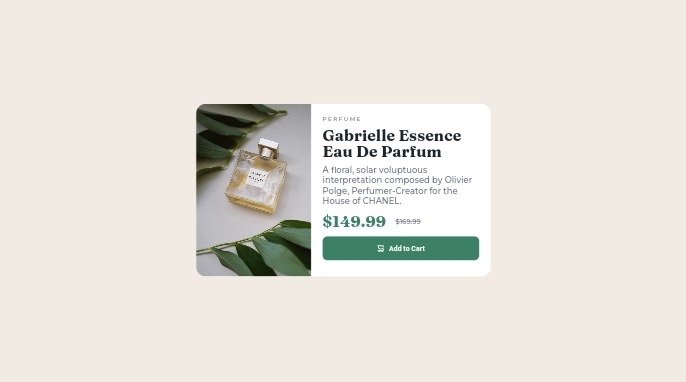 PERFUME
Gabrielle Essence
Eau De Parfum
A floral, solar voluptuous
interpretation composed by Olivier
Polge, Perfumer-Creator for the
House of CHANEL.
$149.99 $169.99
Add to Cart